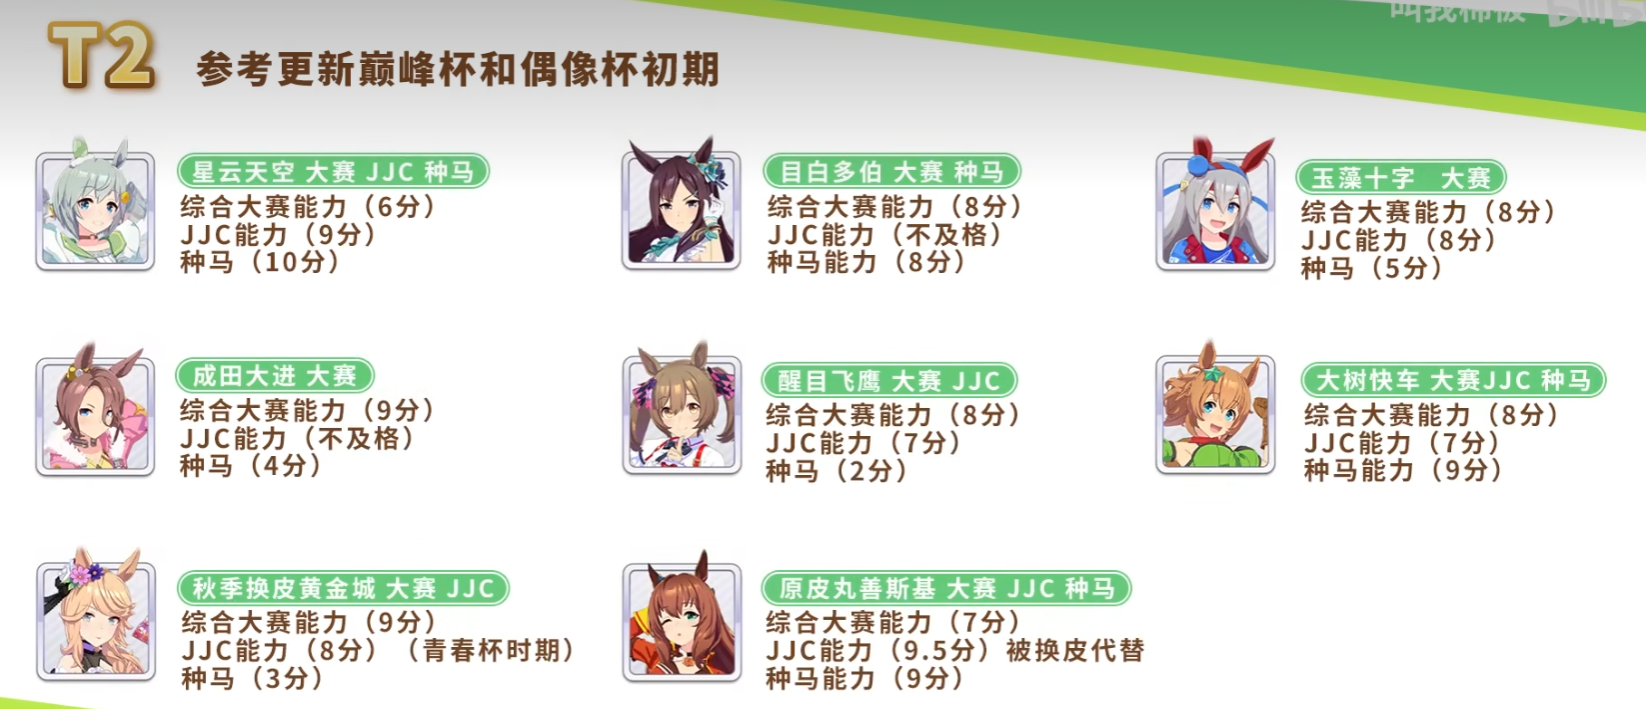 T2 参考更新巅峰杯和偶像杯初期
星云天空 大赛 JJC 种马
综合大赛能力（6分）
JJC能力（9分）
种马（10分）
目白多伯 大赛 种马
综合大赛能力（8分）
JJC能力（不及格）
种马能力（8分）
玉藻十字 大赛
综合大赛能力（8分）
JJC能力（8分）
种马（5分）
成田大进 大赛
综合大赛能力（9分）
JJC能力（不及格）
种马（4分）
醒目飞鹰 大赛 JJC
综合大赛能力（8分）
JJC能力（7分）
种马（2分）
大树快车 大赛JJC 种马
综合大赛能力（8分）
JJC能力（7分）
种马能力（9分）
秋季换皮黄金城 大赛 JJC
综合大赛能力（9分）
JJC能力（8分）（青春杯时期）
种马（3分）
原皮丸善斯基 大赛 JJC 种马
综合大赛能力（7分）
JJC能力（9.5分）被换皮代替
种马能力（9分）